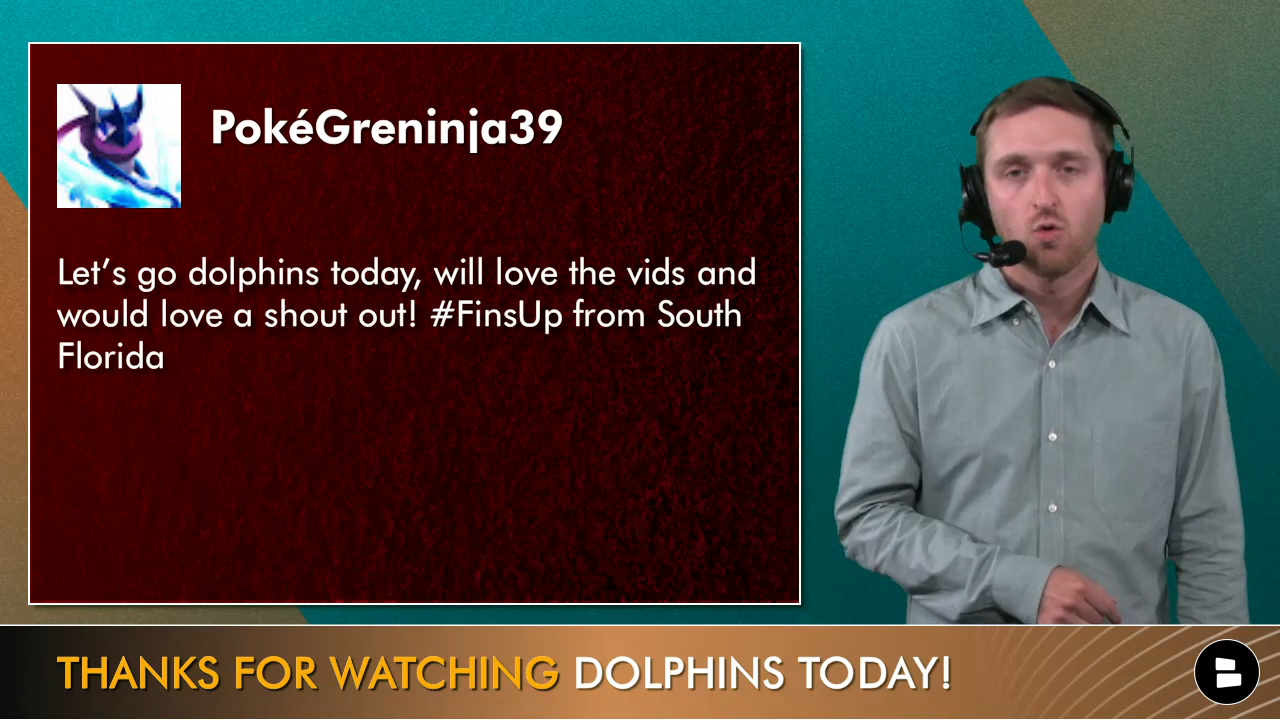 PokéGreninja39
Let's go dolphins today, will love the vids and
would love a shout out! #FinsUp from South
Florida
THANKS FOR WATCHING DOLPHINS TODAY!